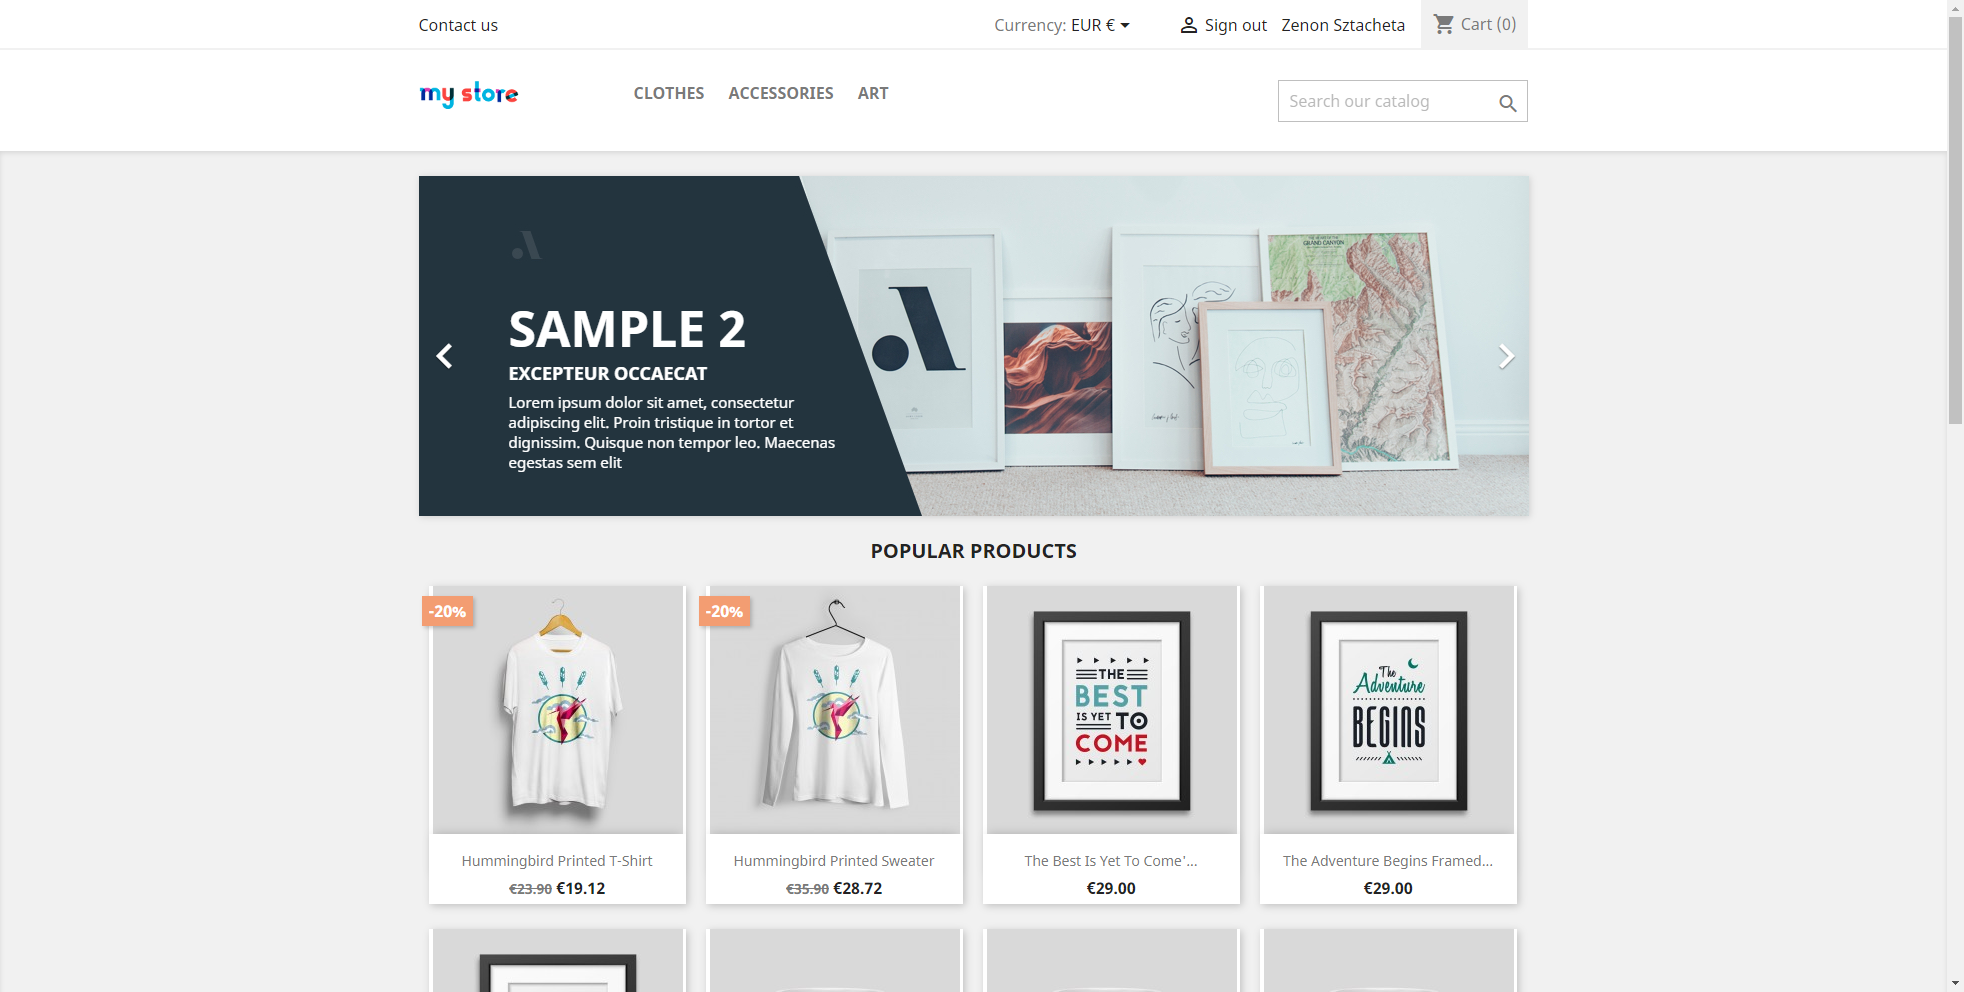 Contact us
Currency: EUR €
Sign out
Zenon Sztacheta
Cart (0)
my store
CLOTHES
ACCESSORIES
ART
Search our catalog
SAMPLE 2
EXCEPTEUR OCCAECAT
Lorem ipsum dolor sit amet, consectetur
adipiscing elit. Proin tristique in tortor et
dignissim. Quisque non tempor leo. Maecenas
egestas sem elit
GRAND CANYON
POPULAR PRODUCTS
-20%
Hummingbird Printed T-Shirt
€23.90 €19.12
-20%
Hummingbird Printed Sweater
€35.90 €28.72
THE
BEST
IS YET TO
COME
The Best Is Yet To Come'...
€29.00
The
Adventure
BEGINS
The Adventure Begins Framed...
€29.00